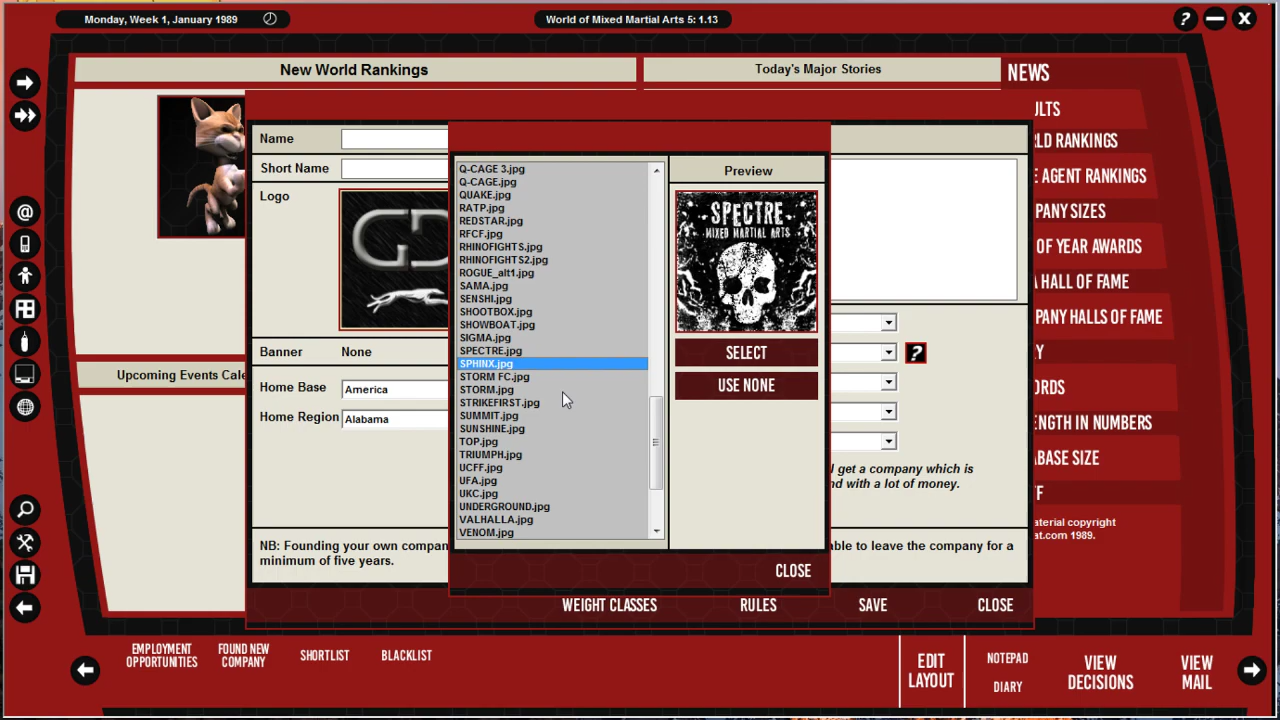 Monday, Week 1, January 1989
World of Mixed Martial Arts 5: 1.13
?
X
New World Rankings
Today's Major Stories
NEWS
ULTS
LD RANKINGS
AGENT RANKINGS
PANY SIZES
OF YEAR AWARDS
HALL OF FAME
PANY HALLS OF FAME
RY
ORDS
ENGTH IN NUMBERS
ABASE SIZE
FF
aterial copyright
at.com 1989.
Name
Short Name
Logo
Banner
None
Home Base
America
Home Region
Alabama
Upcoming Events Cale
Q-CAGE 3.jpg
Q-CAGE.jpg
QUAKE.jpg
RATP.jpg
REDSTAR.jpg
RFCF.jpg
RHINOFIGHTS.jpg
RHINOFIGHTS2.jpg
ROGUE_alt1.jpg
SAMA.jpg
SENSHI.jpg
SHOOTBOX.jpg
SHOWBOAT.jpg
SIGMA.jpg
SPECTRE.jpg
SPHINX.jpg
STORM FC.jpg
STORM.jpg
STRIKEFIRST.jpg
SUMMIT.jpg
SUNSHINE.jpg
TOP.jpg
TRIUMPH.jpg
UCFF.jpg
UFA.jpg
UKC.jpg
UNDERGROUND.jpg
VALHALLA.jpg
VENOM.jpg
Preview
SPECTRE
MIXED MARTIAL ARTS
SELECT
USE NONE
CLOSE
?
l get a company which is
nd with a lot of money.
NB: Founding your own compan
able to leave the company for a
minimum of five years.
WEIGHT CLASSES
RULES
SAVE
CLOSE
EMPLOYMENT
OPPORTUNITIES
FOUND NEW
COMPANY
SHORTLIST
BLACKLIST
EDIT
LAYOUT
NOTEPAD
DIARY
VIEW
DECISIONS
VIEW
MAIL